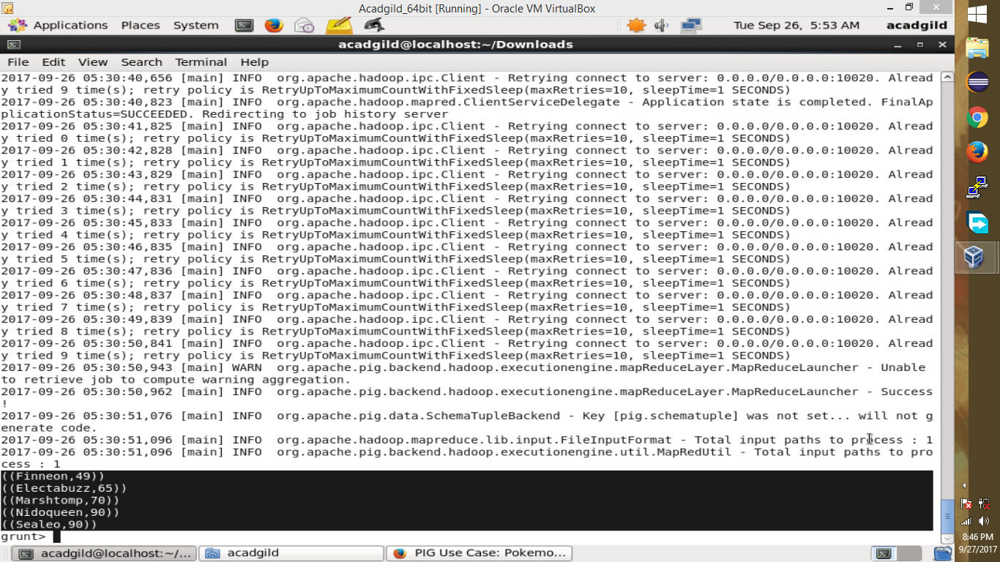 Acadgild_64bit [Running] - Oracle VM VirtualBox
Applications Places System Tue Sep 26, 5:53 AM acadgild
acadgild@localhost:~/Downloads
File Edit View Search Terminal Help
2017-09-26 05:30:40,656 [main] INFO  org.apache.hadoop.ipc.Client - Retrying connect to server: 0.0.0.0/0.0.0.0:10020. Alread
y tried 9 time(s); retry policy is RetryUpToMaximumCountWithFixedSleep(maxRetries=10, sleepTime=1 SECONDS)
2017-09-26 05:30:40,823 [main] INFO  org.apache.hadoop.mapred.ClientServiceDelegate - Application state is completed. FinalAp
plicationStatus=SUCCEEDED. Redirecting to job history server
2017-09-26 05:30:41,825 [main] INFO  org.apache.hadoop.ipc.Client - Retrying connect to server: 0.0.0.0/0.0.0.0:10020. Alread
y tried 0 time(s); retry policy is RetryUpToMaximumCountWithFixedSleep(maxRetries=10, sleepTime=1 SECONDS)
2017-09-26 05:30:42,828 [main] INFO  org.apache.hadoop.ipc.Client - Retrying connect to server: 0.0.0.0/0.0.0.0:10020. Alread
y tried 1 time(s); retry policy is RetryUpToMaximumCountWithFixedSleep(maxRetries=10, sleepTime=1 SECONDS)
2017-09-26 05:30:43,829 [main] INFO  org.apache.hadoop.ipc.Client - Retrying connect to server: 0.0.0.0/0.0.0.0:10020. Alread
y tried 2 time(s); retry policy is RetryUpToMaximumCountWithFixedSleep(maxRetries=10, sleepTime=1 SECONDS)
2017-09-26 05:30:44,831 [main] INFO  org.apache.hadoop.ipc.Client - Retrying connect to server: 0.0.0.0/0.0.0.0:10020. Alread
y tried 3 time(s); retry policy is RetryUpToMaximumCountWithFixedSleep(maxRetries=10, sleepTime=1 SECONDS)
2017-09-26 05:30:45,833 [main] INFO  org.apache.hadoop.ipc.Client - Retrying connect to server: 0.0.0.0/0.0.0.0:10020. Alread
y tried 4 time(s); retry policy is RetryUpToMaximumCountWithFixedSleep(maxRetries=10, sleepTime=1 SECONDS)
2017-09-26 05:30:46,835 [main] INFO  org.apache.hadoop.ipc.Client - Retrying connect to server: 0.0.0.0/0.0.0.0:10020. Alread
y tried 5 time(s); retry policy is RetryUpToMaximumCountWithFixedSleep(maxRetries=10, sleepTime=1 SECONDS)
2017-09-26 05:30:47,836 [main] INFO  org.apache.hadoop.ipc.Client - Retrying connect to server: 0.0.0.0/0.0.0.0:10020. Alread
y tried 6 time(s); retry policy is RetryUpToMaximumCountWithFixedSleep(maxRetries=10, sleepTime=1 SECONDS)
2017-09-26 05:30:48,837 [main] INFO  org.apache.hadoop.ipc.Client - Retrying connect to server: 0.0.0.0/0.0.0.0:10020. Alread
y tried 7 time(s); retry policy is RetryUpToMaximumCountWithFixedSleep(maxRetries=10, sleepTime=1 SECONDS)
2017-09-26 05:30:49,839 [main] INFO  org.apache.hadoop.ipc.Client - Retrying connect to server: 0.0.0.0/0.0.0.0:10020. Alread
y tried 8 time(s); retry policy is RetryUpToMaximumCountWithFixedSleep(maxRetries=10, sleepTime=1 SECONDS)
2017-09-26 05:30:50,841 [main] INFO  org.apache.hadoop.ipc.Client - Retrying connect to server: 0.0.0.0/0.0.0.0:10020. Alread
y tried 9 time(s); retry policy is RetryUpToMaximumCountWithFixedSleep(maxRetries=10, sleepTime=1 SECONDS)
2017-09-26 05:30:50,943 [main] WARN  org.apache.pig.backend.hadoop.executionengine.mapReduceLayer.MapReduceLauncher - Unable
to retrieve job to compute warning aggregation.
2017-09-26 05:30:50,962 [main] INFO  org.apache.pig.backend.hadoop.executionengine.mapReduceLayer.MapReduceLauncher - Success
!
2017-09-26 05:30:51,076 [main] INFO  org.apache.pig.data.SchemaTupleBackend - Key [pig.schematuple] was not set... will not g
enerate code.
2017-09-26 05:30:51,096 [main] INFO  org.apache.hadoop.mapreduce.lib.input.FileInputFormat - Total input paths to process : 1
2017-09-26 05:30:51,096 [main] INFO  org.apache.pig.backend.hadoop.executionengine.util.MapRedUtil - Total input paths to pro
cess : 1
((Finneon,49))
((Electabuzz,65))
((Marshtomp,70))
((Nidoqueen,90))
((Sealeo,90))
grunt>
acadgild@localhost:~/... acadgild PIG Use Case: Pokemo...
8:46 PM
9/27/2017